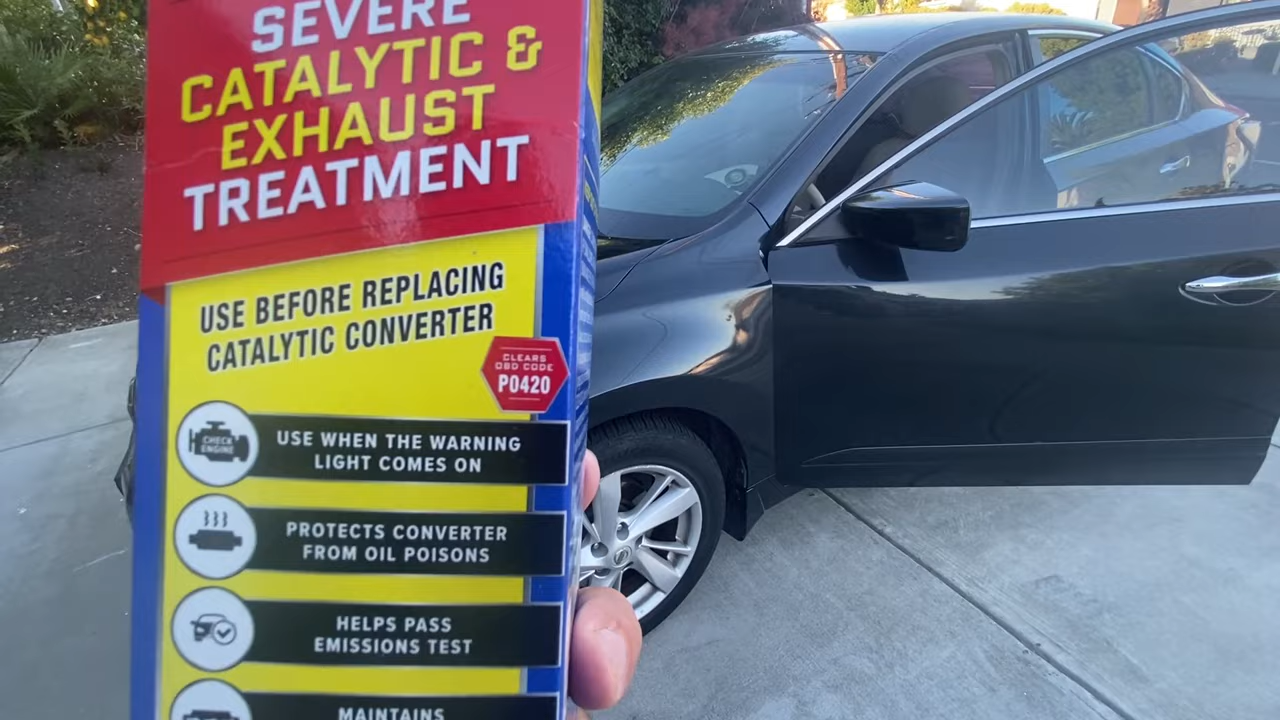 SEVERE
CATALYTIC &
EXHAUST
TREATMENT
USE BEFORE REPLACING
CATALYTIC CONVERTER
CLEARS
OBD CODE
P0420
CHECK
ENGINE
USE WHEN THE WARNING
LIGHT COMES ON
PROTECTS CONVERTER
FROM OIL POISONS
HELPS PASS
EMISSIONS TEST
MAINTAINS